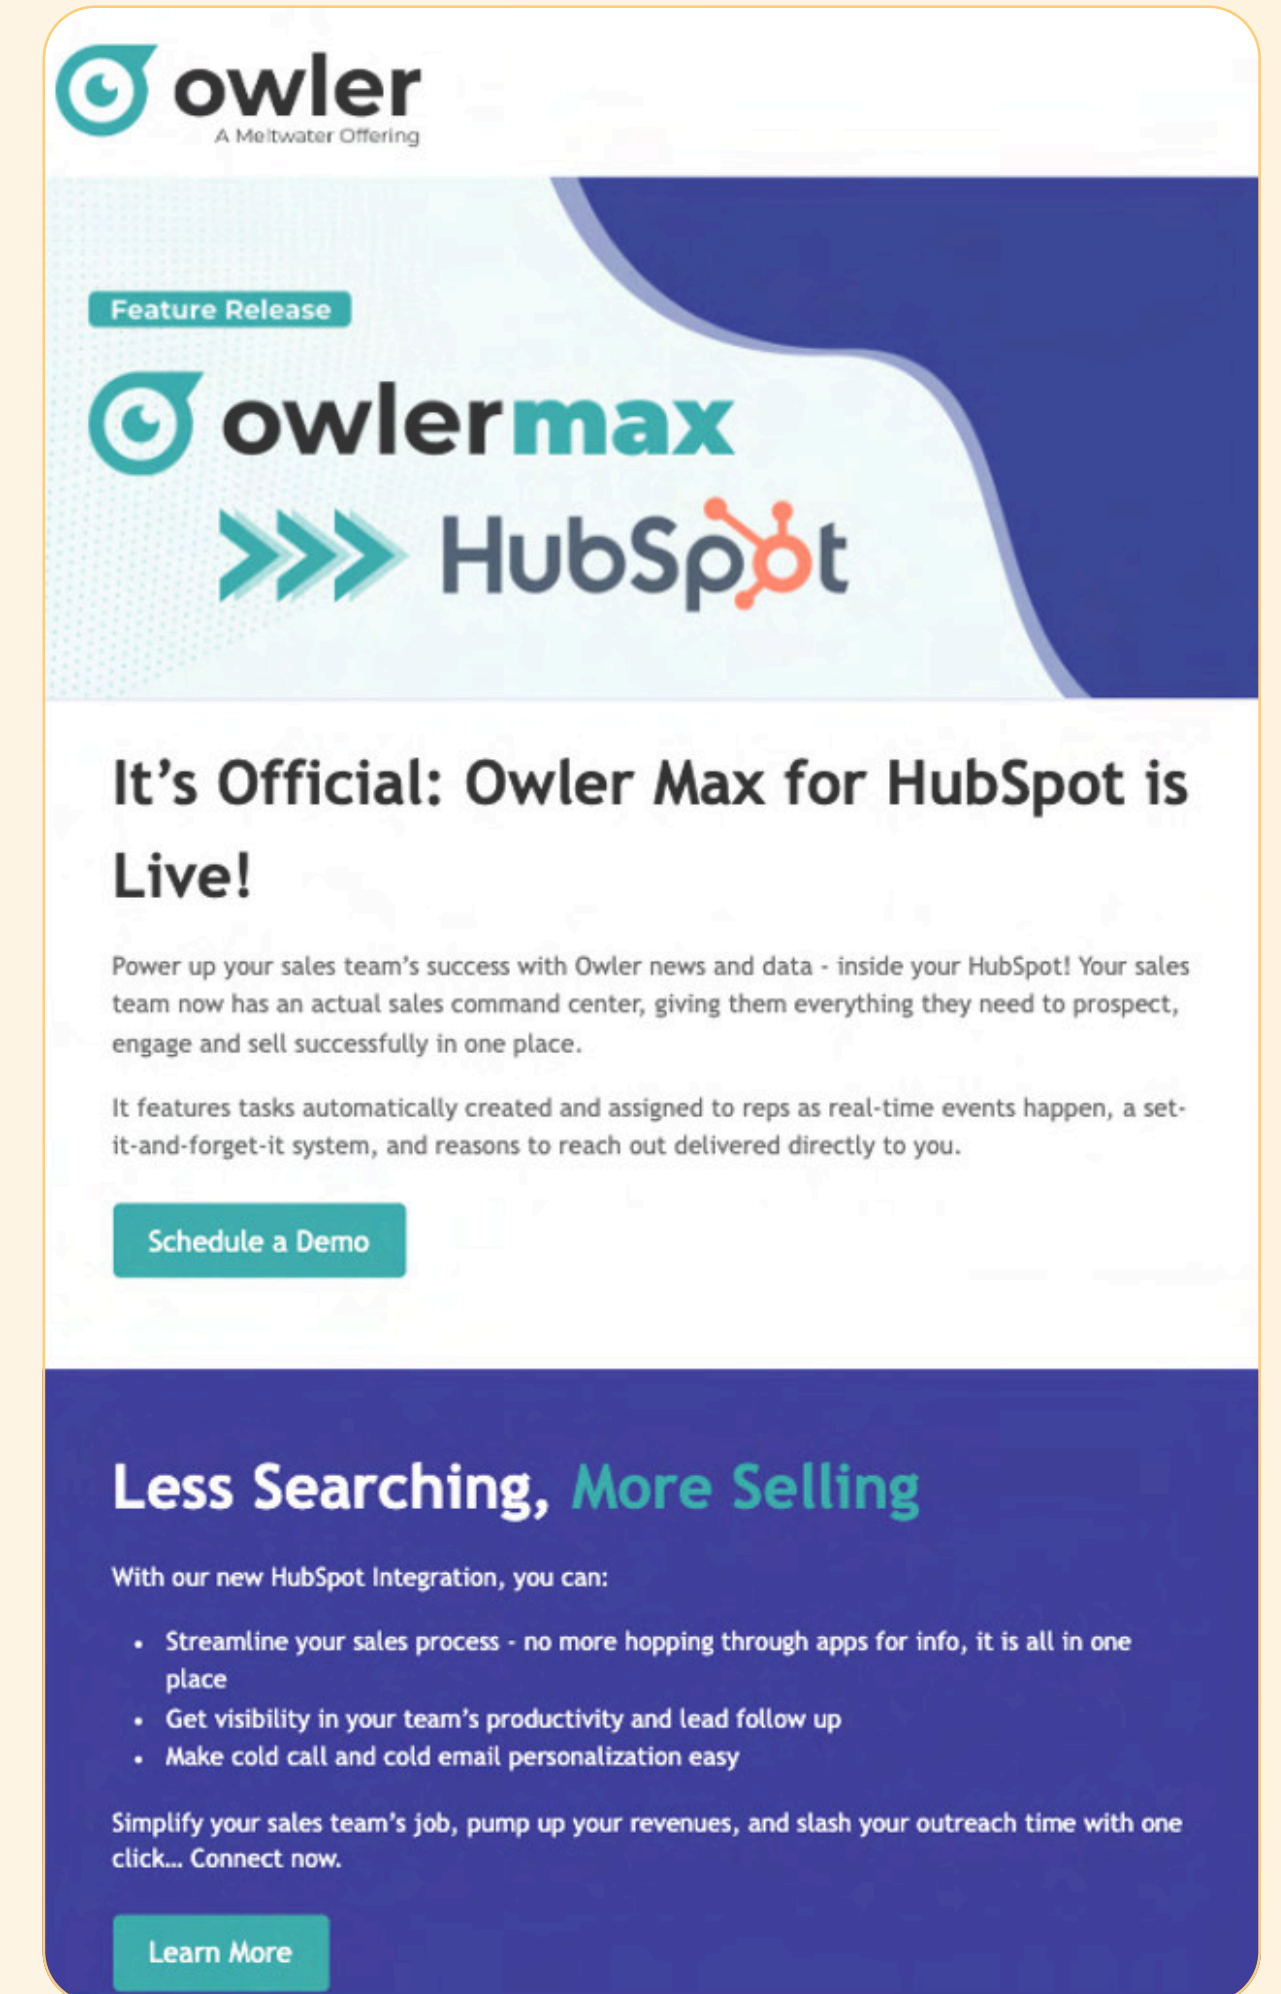 owler
A Meltwater Offering
Feature Release
owlermax
HubSpot
It’s Official: Owler Max for HubSpot is
Live!
Power up your sales team’s success with Owler news and data - inside your HubSpot! Your sales
team now has an actual sales command center, giving them everything they need to prospect,
engage and sell successfully in one place.
It features tasks automatically created and assigned to reps as real-time events happen, a set-
it-and-forget-it system, and reasons to reach out delivered directly to you.
Schedule a Demo
Less Searching, More Selling
With our new HubSpot Integration, you can:
• Streamline your sales process - no more hopping through apps for info, it is all in one
place
• Get visibility in your team’s productivity and lead follow up
• Make cold call and cold email personalization easy
Simplify your sales team’s job, pump up your revenues, and slash your outreach time with one
click... Connect now.
Learn More